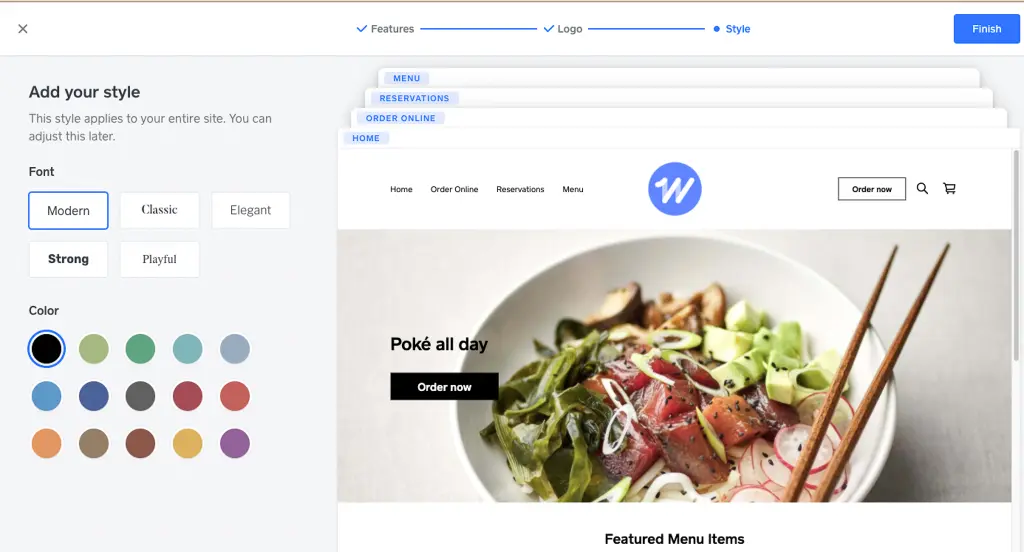 Features
Logo
Style
Finish
Add your style
This style applies to your entire site. You can
adjust this later.
Font
Modern
Classic
Elegant
Strong
Playful
Color
MENU
RESERVATIONS
ORDER ONLINE
HOME
Home
Order Online
Reservations
Menu
W
Order now
Poké all day
Order now
Featured Menu Items